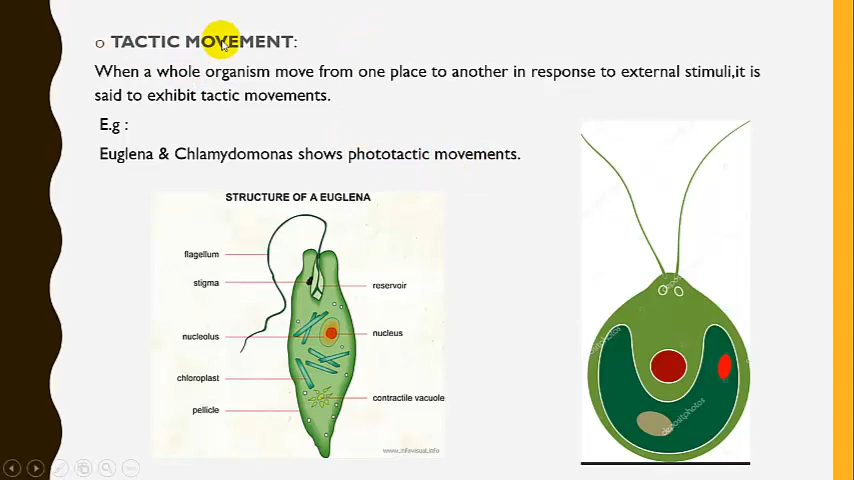 o TACTIC MOVEMENT:
When a whole organism move from one place to another in response to external stimuli,it is
said to exhibit tactic movements.
E.g :
Euglena & Chlamydomonas shows phototactic movements.
STRUCTURE OF A EUGLENA
flagellum
stigma
reservoir
nucleolus
nucleus
chloroplast
contractile vacuole
pellicle
depositphotos